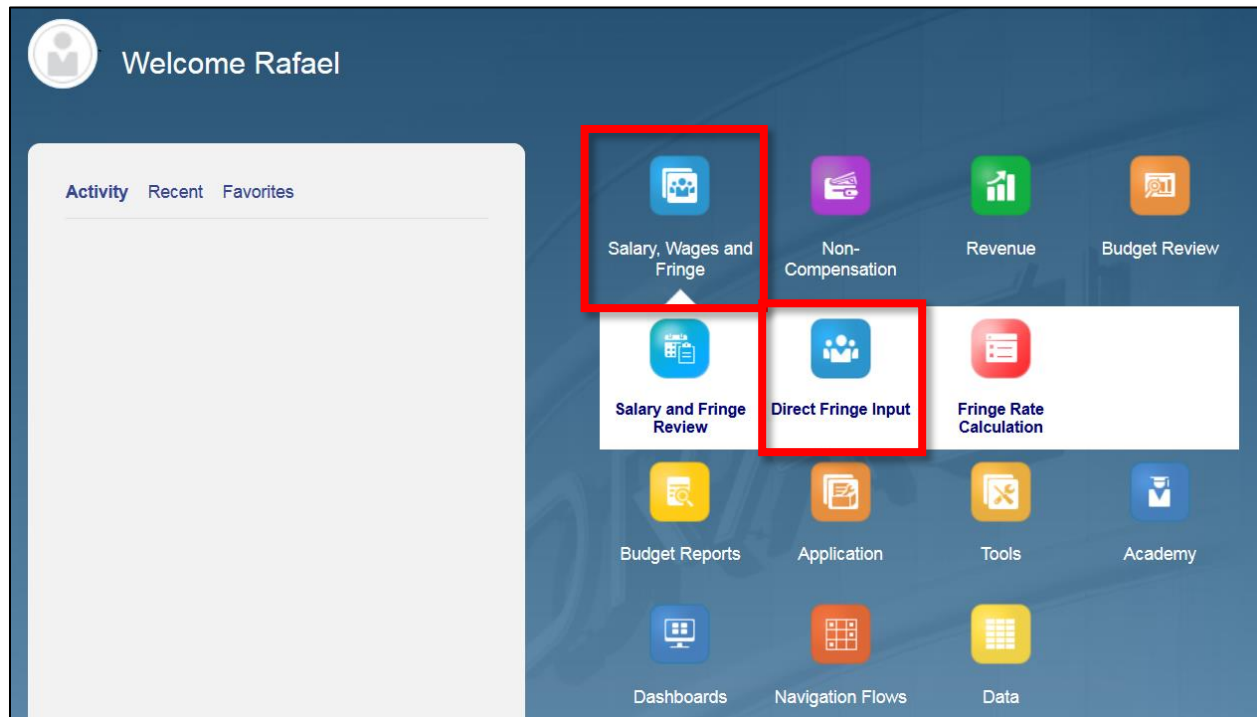 Welcome Rafael
Activity Recent Favorites
Salary, Wages and
Fringe
Non-
Compensation
Revenue
Budget Review
Salary and Fringe
Review
Direct Fringe Input
Fringe Rate
Calculation
Budget Reports
Application
Tools
Academy
Dashboards
Navigation Flows
Data